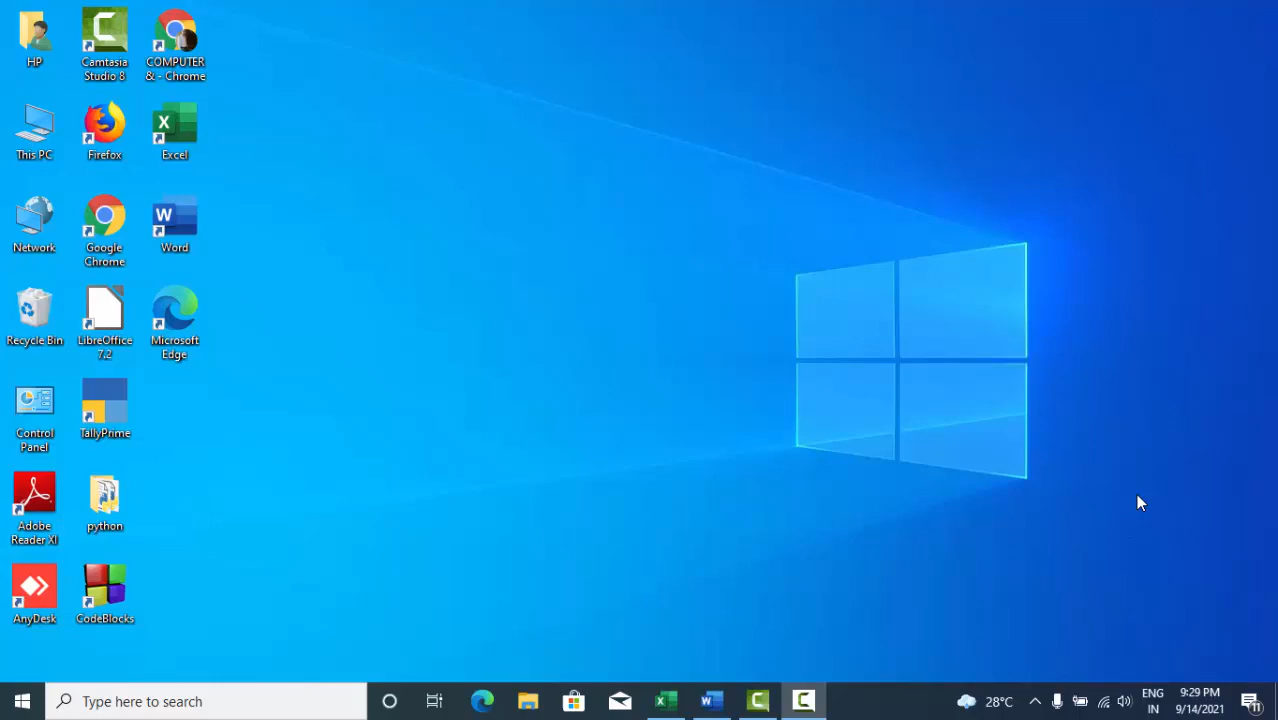 HP
Camtasia
Studio 8
COMPUTER
& - Chrome
This PC
Firefox
Excel
Network
Google
Chrome
Word
Recycle Bin
LibreOffice
7.2
Microsoft
Edge
Control
Panel
TallyPrime
Adobe
Reader XI
python
AnyDesk
CodeBlocks
Type here to search
28°C
ENG
IN
9:29 PM
9/14/2021
11